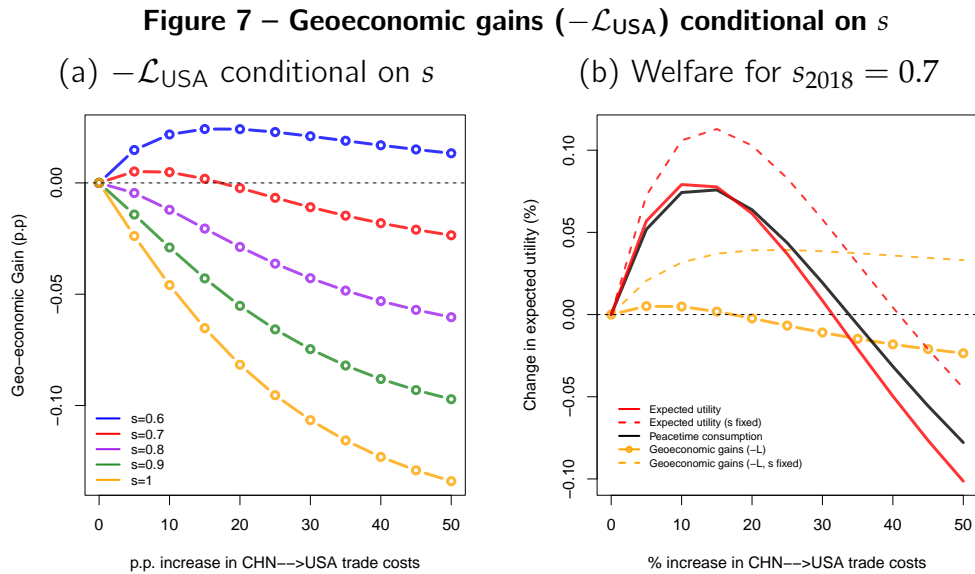 Figure 7 – Geoeconomic gains (−ℒ_USA) conditional on s
(a) −ℒ_USA conditional on s
(b) Welfare for s_2018 = 0.7
Geo−economic Gain (p.p)
0.00
−0.05
−0.10
s=0.6
s=0.7
s=0.8
s=0.9
s=1
0 10 20 30 40 50
p.p. increase in CHN−−>USA trade costs
Change in expected utility (%)
0.10
0.05
0.00
−0.05
−0.10
Expected utility
Expected utility (s fixed)
Peacetime consumption
Geoeconomic gains (−L)
Geoeconomic gains (−L, s fixed)
0 10 20 30 40 50
% increase in CHN−−>USA trade costs